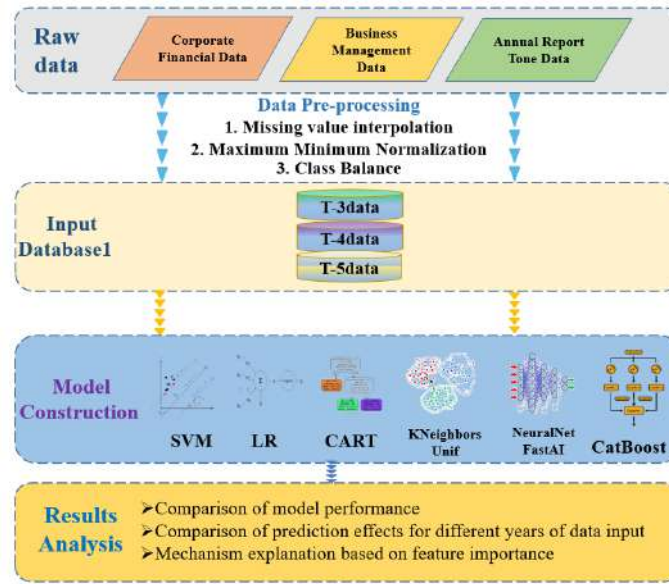 Raw
data
Corporate
Financial Data
Business
Management
Data
Annual Report
Tone Data
Data Pre-processing
1. Missing value interpolation
2. Maximum Minimum Normalization
3. Class Balance
Input
Database1
T-3data
T-4data
T-5data
Model
Construction
SVM
LR
CART
KNeighbors
Unif
NeuralNet
FastAI
CatBoost
Results
Analysis
➢Comparison of model performance
➢Comparison of prediction effects for different years of data input
➢Mechanism explanation based on feature importance